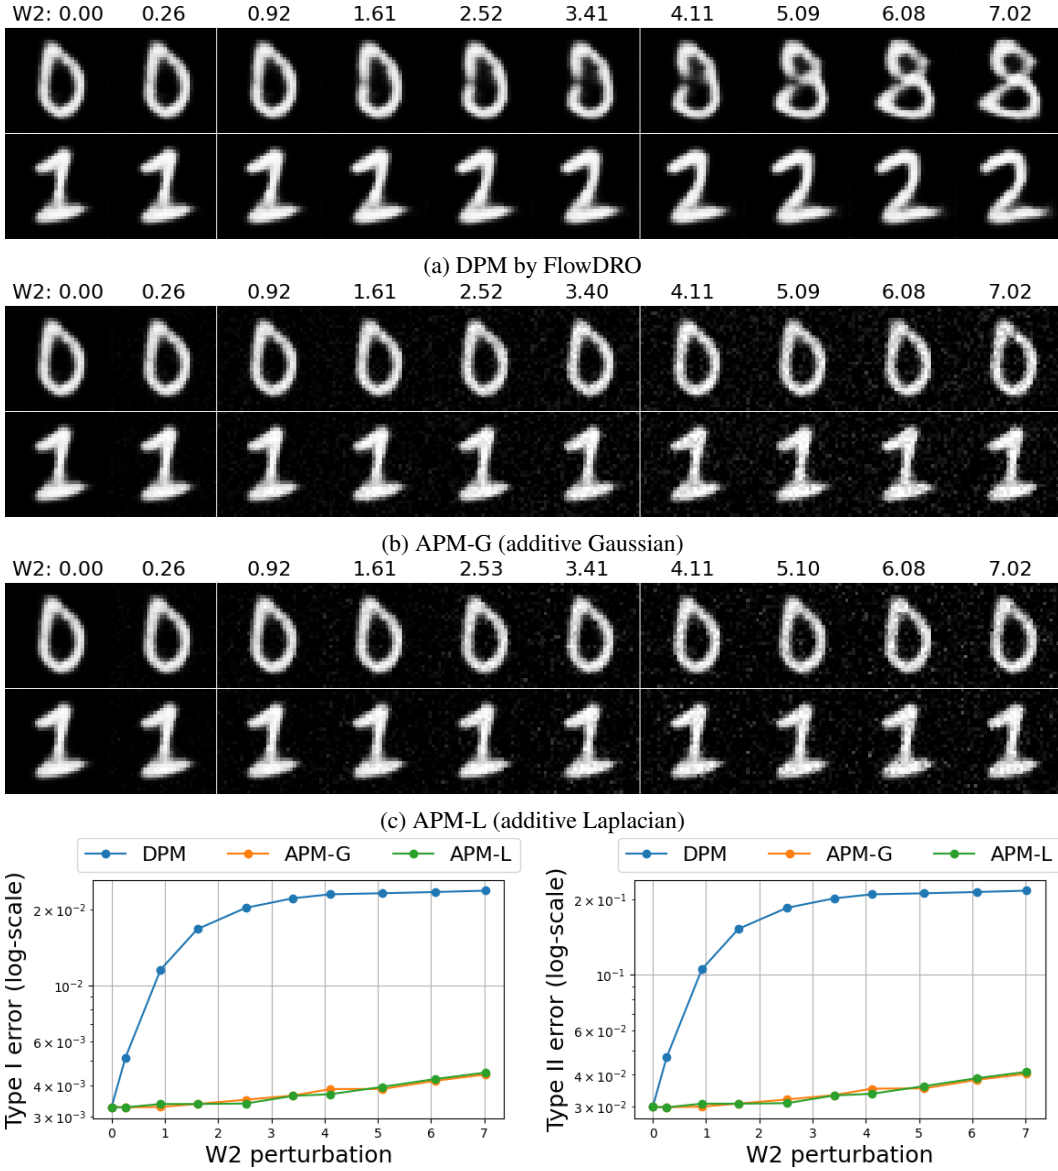 W2: 0.00 0.26 0.92 1.61 2.52 3.41 4.11 5.09 6.08 7.02
(a) DPM by FlowDRO
W2: 0.00 0.26 0.92 1.61 2.52 3.40 4.11 5.09 6.08 7.02
(b) APM-G (additive Gaussian)
W2: 0.00 0.26 0.92 1.61 2.53 3.41 4.11 5.10 6.08 7.02
(c) APM-L (additive Laplacian)
DPM APM-G APM-L
Type I error (log-scale)
2 × 10⁻²
10⁻²
6 × 10⁻³
4 × 10⁻³
3 × 10⁻³
0 1 2 3 4 5 6 7
W2 perturbation
DPM APM-G APM-L
Type II error (log-scale)
2 × 10⁻¹
10⁻¹
6 × 10⁻²
4 × 10⁻²
3 × 10⁻²
0 1 2 3 4 5 6 7
W2 perturbation